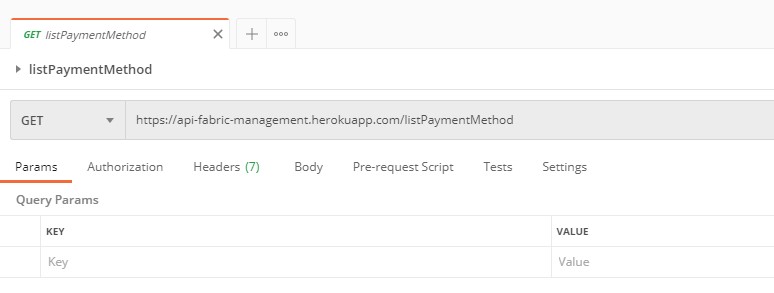 GET listPaymentMethod
listPaymentMethod
GET https://api-fabric-management.herokuapp.com/listPaymentMethod
Params Authorization Headers (7) Body Pre-request Script Tests Settings
Query Params
KEY VALUE
Key Value